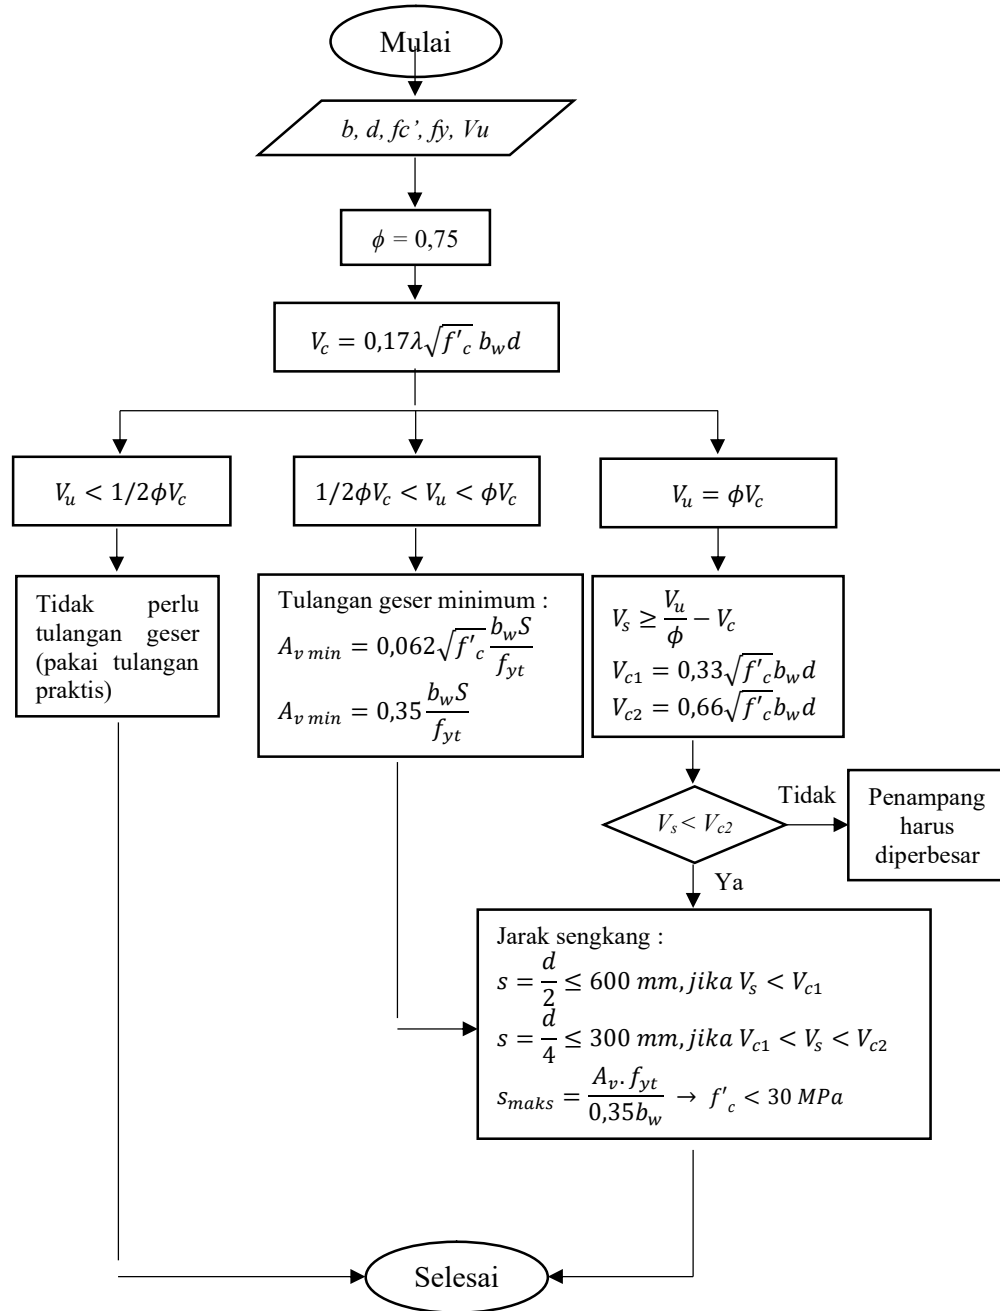 Mulai
b, d, fc’, fy, Vu
ϕ = 0,75
V_c = 0,17λ√f′_c b_w d
V_u < 1/2ϕV_c
1/2ϕV_c < V_u < ϕV_c
V_u = ϕV_c
Tidak perlu
tulangan geser
(pakai tulangan
praktis)
Tulangan geser minimum :
A_{v min} = 0,062√f′_c b_w S / f_yt
A_{v min} = 0,35 b_w S / f_yt
V_s ≥ V_u / ϕ − V_c
V_c1 = 0,33√f′_c b_w d
V_c2 = 0,66√f′_c b_w d
V_s < V_c2
Tidak
Penampang
harus
diperbesar
Ya
Jarak sengkang :
s = d/2 ≤ 600 mm, jika V_s < V_c1
s = d/4 ≤ 300 mm, jika V_c1 < V_s < V_c2
s_maks = A_v . f_yt / 0,35b_w → f′_c < 30 MPa
Selesai